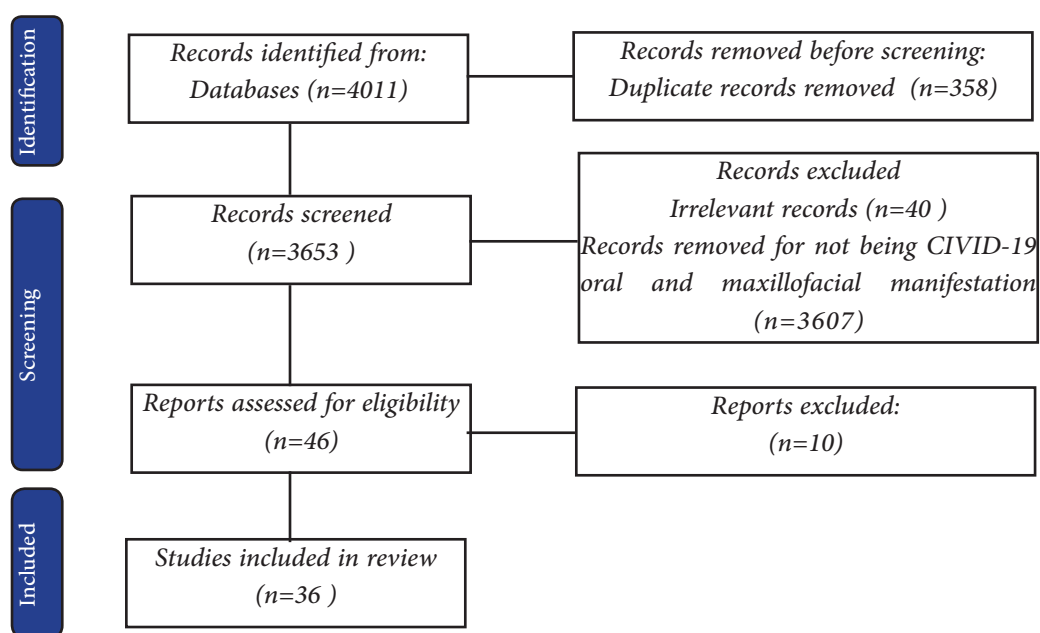 Identification
Records identified from:
Databases (n=4011)
Records removed before screening:
Duplicate records removed (n=358)
Screening
Records screened
(n=3653 )
Records excluded
Irrelevant records (n=40 )
Records removed for not being CIVID-19
oral and maxillofacial manifestation
(n=3607)
Reports assessed for eligibility
(n=46)
Reports excluded:
(n=10)
Included
Studies included in review
(n=36 )